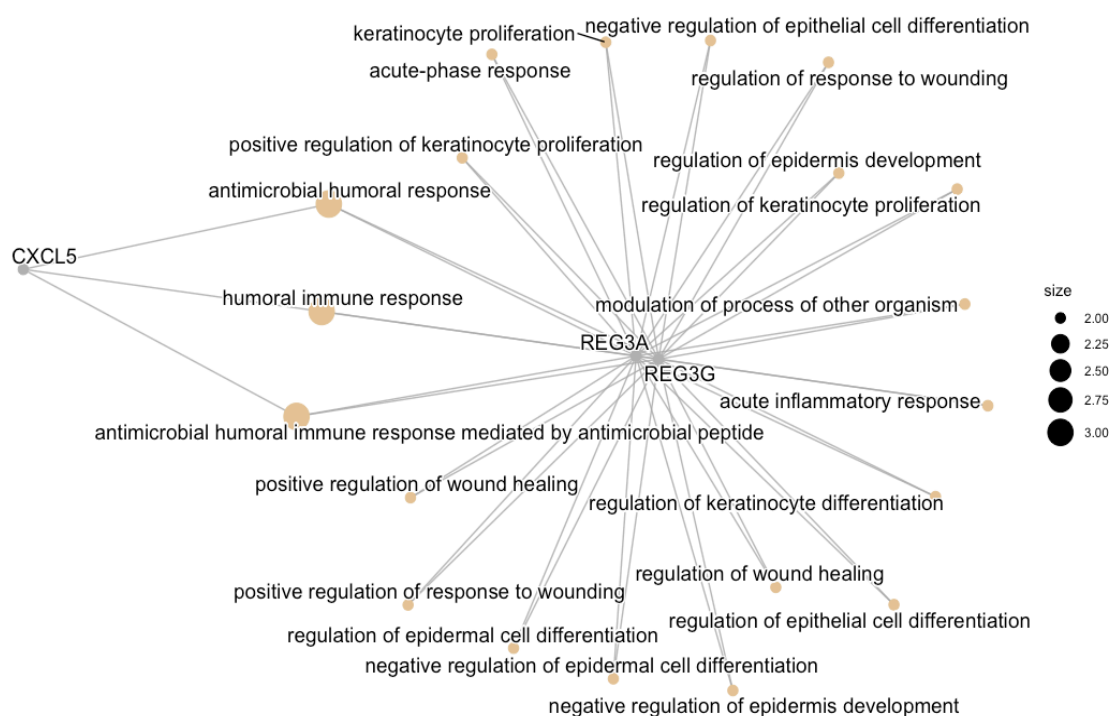 negative regulation of epithelial cell differentiation
keratinocyte proliferation
acute-phase response
regulation of response to wounding
positive regulation of keratinocyte proliferation
regulation of epidermis development
antimicrobial humoral response
regulation of keratinocyte proliferation
CXCL5
size
humoral immune response
modulation of process of other organism
2.00
REG3A
2.25
REG3G
2.50
acute inflammatory response
2.75
antimicrobial humoral immune response mediated by antimicrobial peptide
3.00
positive regulation of wound healing
regulation of keratinocyte differentiation
regulation of wound healing
positive regulation of response to wounding
regulation of epithelial cell differentiation
regulation of epidermal cell differentiation
negative regulation of epidermal cell differentiation
negative regulation of epidermis development